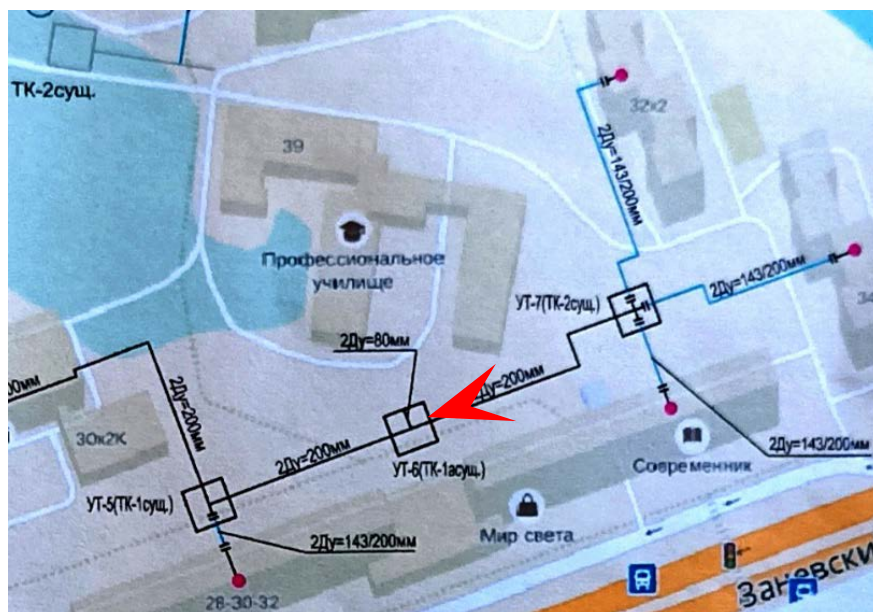 ТК-2сущ.
32к2
39
2Ду=143/200мм
Профессиональное
училище
2Ду=143/200мм
УТ-7(ТК-2сущ.)
34
2Ду=80мм
00мм
2Ду=200мм
2Ду=200мм
30к2К
2Ду=200мм
УТ-6(ТК-1асущ.)
2Ду=143/200мм
Современник
УТ-5(ТК-1сущ.)
Мир света
2Ду=143/200мм
Заневски
28-30-32